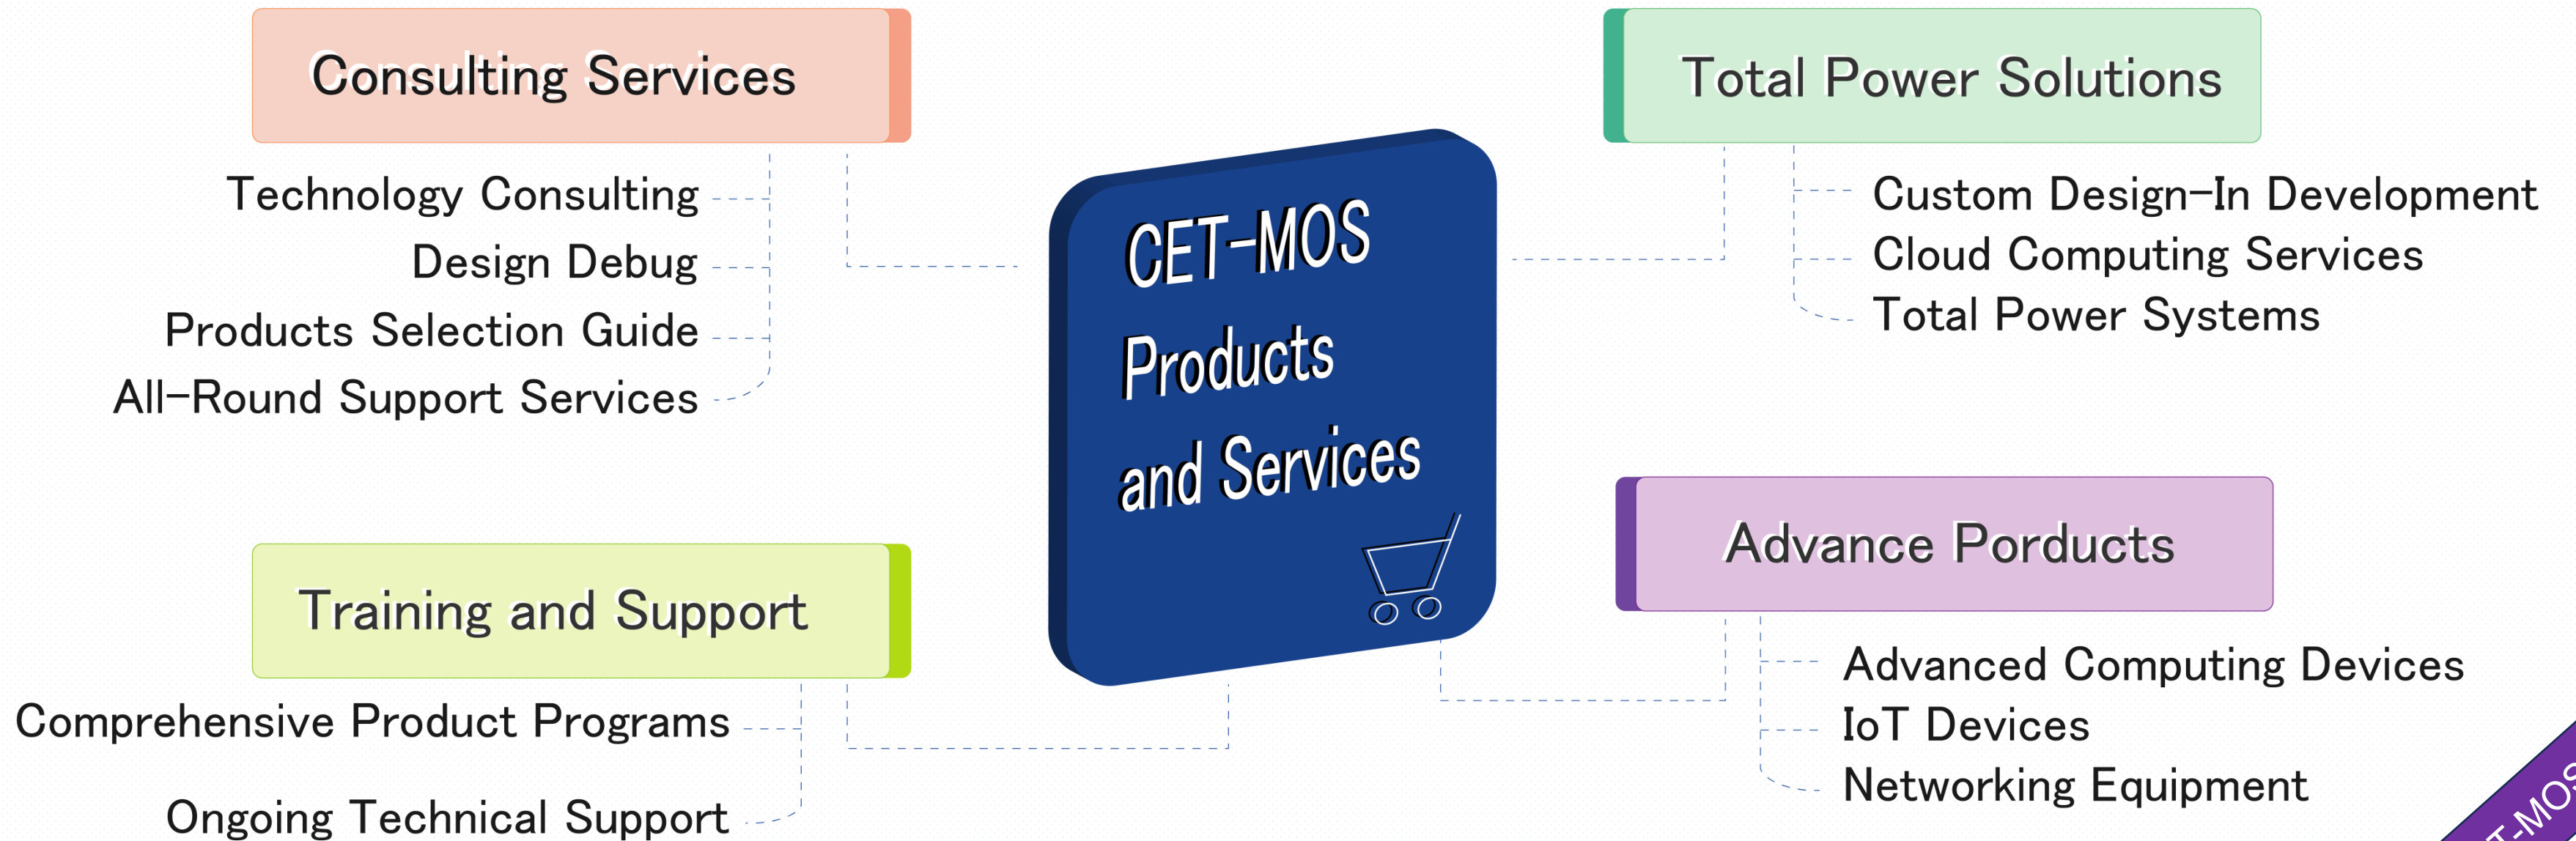 Consulting Services
Technology Consulting
Design Debug
Products Selection Guide
All-Round Support Services
Training and Support
Comprehensive Product Programs
Ongoing Technical Support
CET-MOS
Products
and Services
Total Power Solutions
Custom Design-In Development
Cloud Computing Services
Total Power Systems
Advance Porducts
Advanced Computing Devices
IoT Devices
Networking Equipment
T-MOS